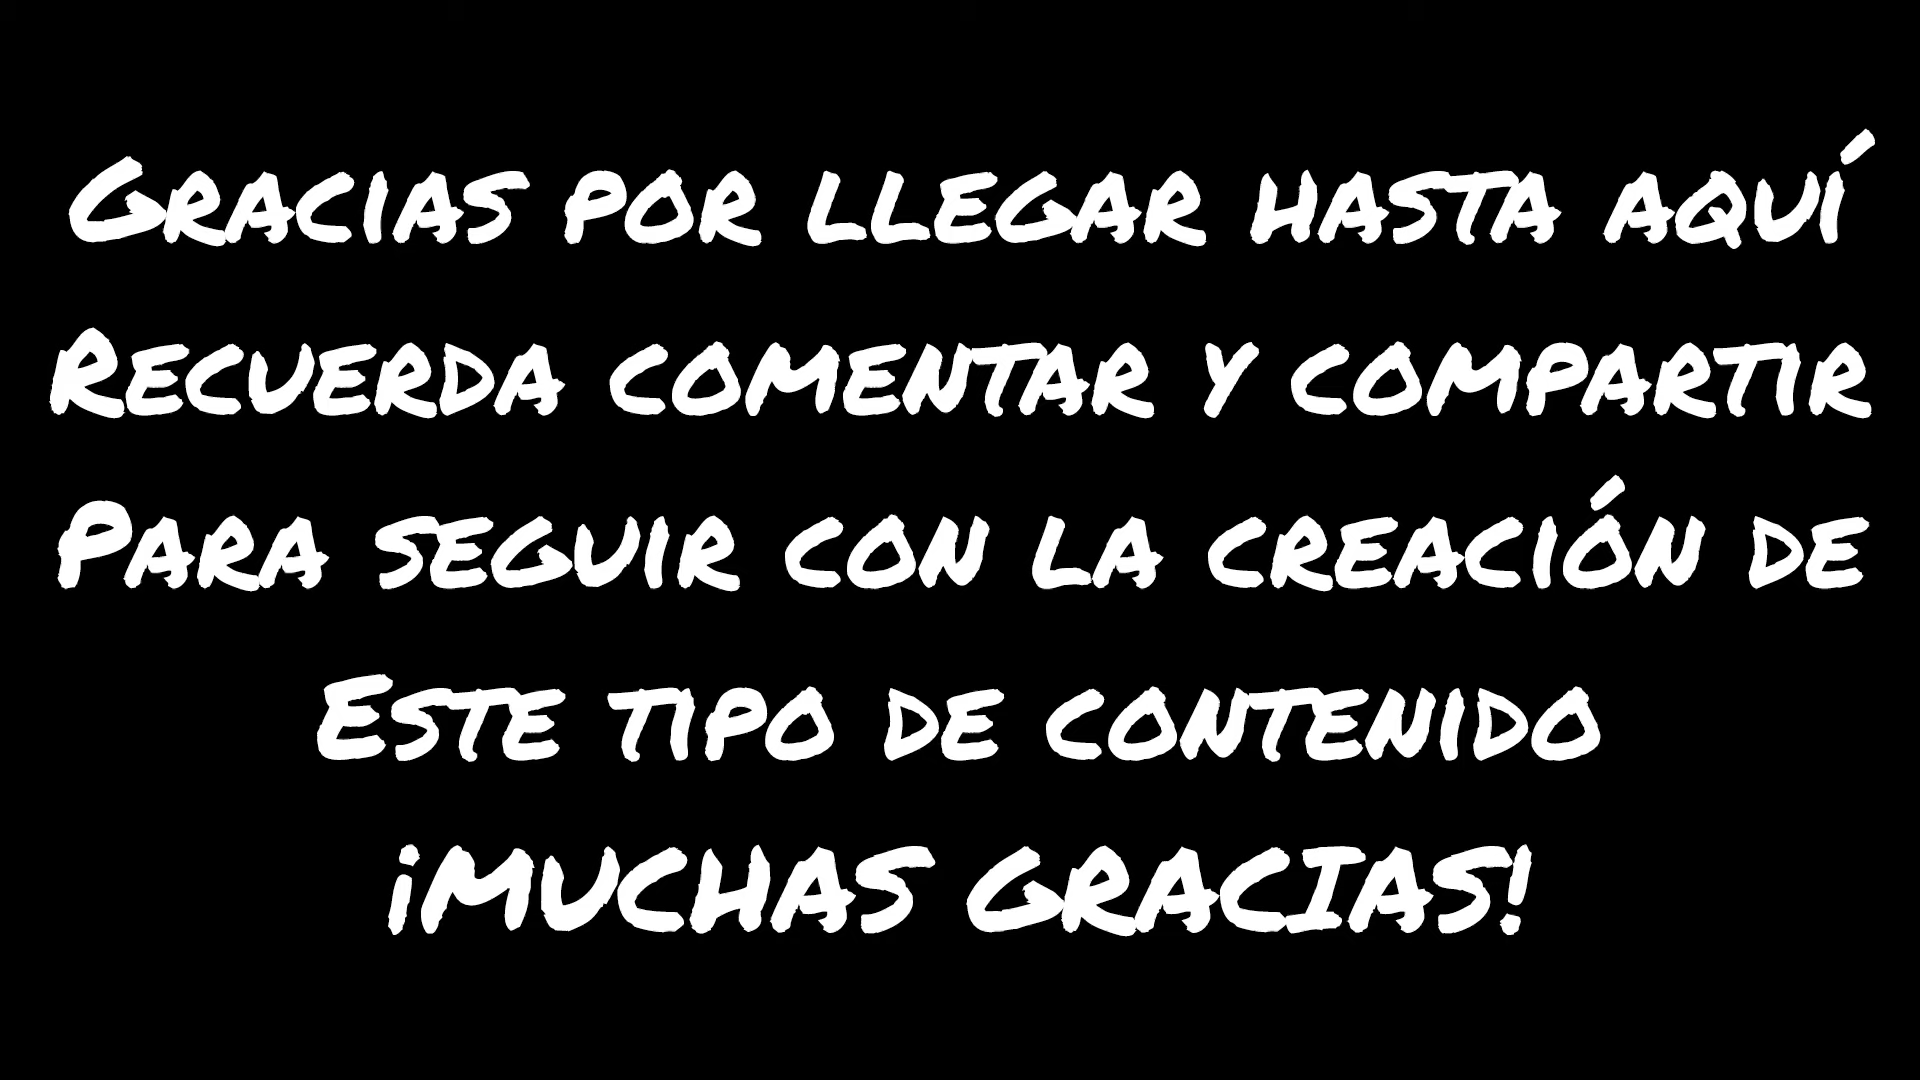 Gracias por llegar hasta aquí
Recuerda comentar y compartir
Para seguir con la creación de
Este tipo de contenido
¡MUCHAS GRACIAS!